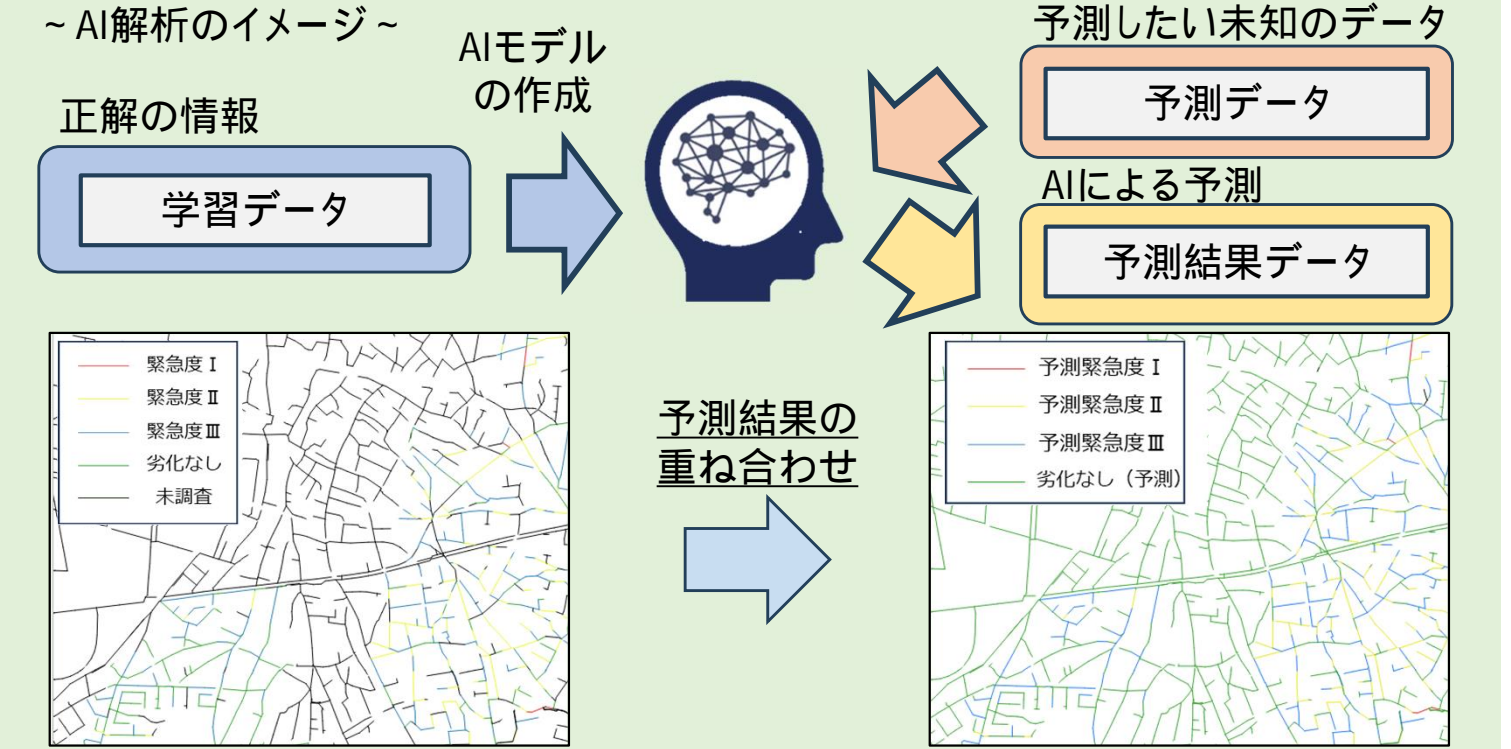 ~ AI解析のイメージ ~
正解の情報
学習データ
AIモデル
の作成
予測したい未知のデータ
予測データ
AIによる予測
予測結果データ
緊急度Ⅰ
緊急度Ⅱ
緊急度Ⅲ
劣化なし
未調査
予測結果の
重ね合わせ
予測緊急度Ⅰ
予測緊急度Ⅱ
予測緊急度Ⅲ
劣化なし（予測）